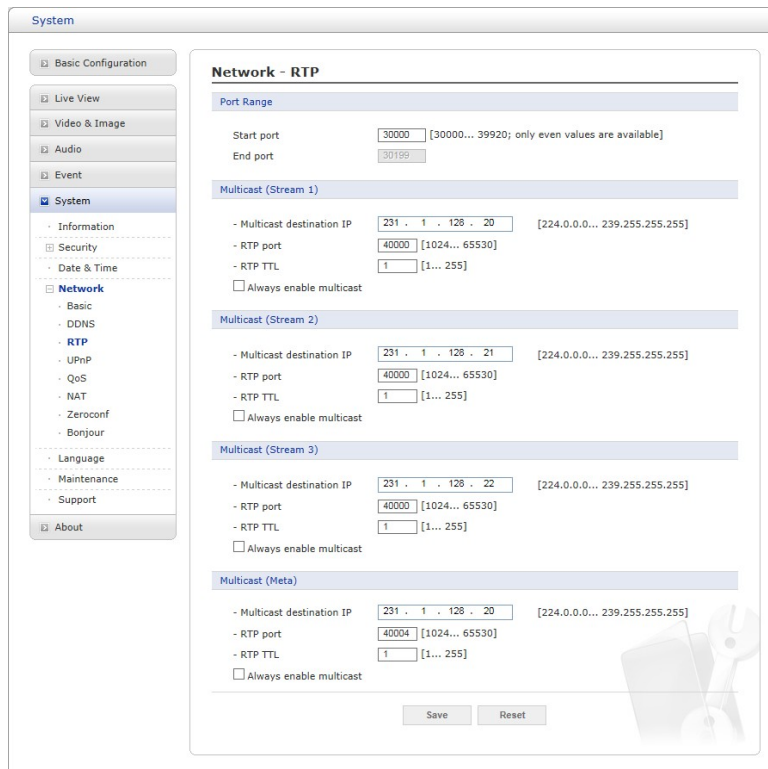 System
Basic Configuration
Live View
Video & Image
Audio
Event
System
· Information
Security
· Date & Time
Network
· Basic
· DDNS
· RTP
· UPnP
· QoS
· NAT
· Zeroconf
· Bonjour
· Language
· Maintenance
· Support
About
Network - RTP
Port Range
Start port 30000 [30000... 39920; only even values are available]
End port 30199
Multicast (Stream 1)
- Multicast destination IP 231 . 1 . 128 . 20 [224.0.0.0... 239.255.255.255]
- RTP port 40000 [1024... 65530]
- RTP TTL 1 [1... 255]
Always enable multicast
Multicast (Stream 2)
- Multicast destination IP 231 . 1 . 128 . 21 [224.0.0.0... 239.255.255.255]
- RTP port 40000 [1024... 65530]
- RTP TTL 1 [1... 255]
Always enable multicast
Multicast (Stream 3)
- Multicast destination IP 231 . 1 . 128 . 22 [224.0.0.0... 239.255.255.255]
- RTP port 40000 [1024... 65530]
- RTP TTL 1 [1... 255]
Always enable multicast
Multicast (Meta)
- Multicast destination IP 231 . 1 . 128 . 20 [224.0.0.0... 239.255.255.255]
- RTP port 40004 [1024... 65530]
- RTP TTL 1 [1... 255]
Always enable multicast
Save Reset